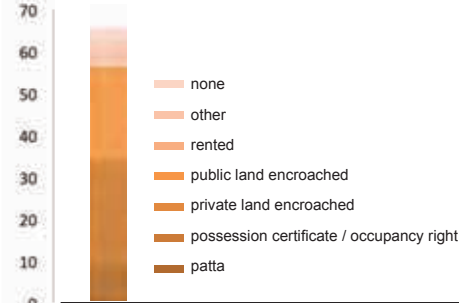 70
60
50
40
30
20
10
0
none
other
rented
public land encroached
private land encroached
possession certificate / occupancy right
patta